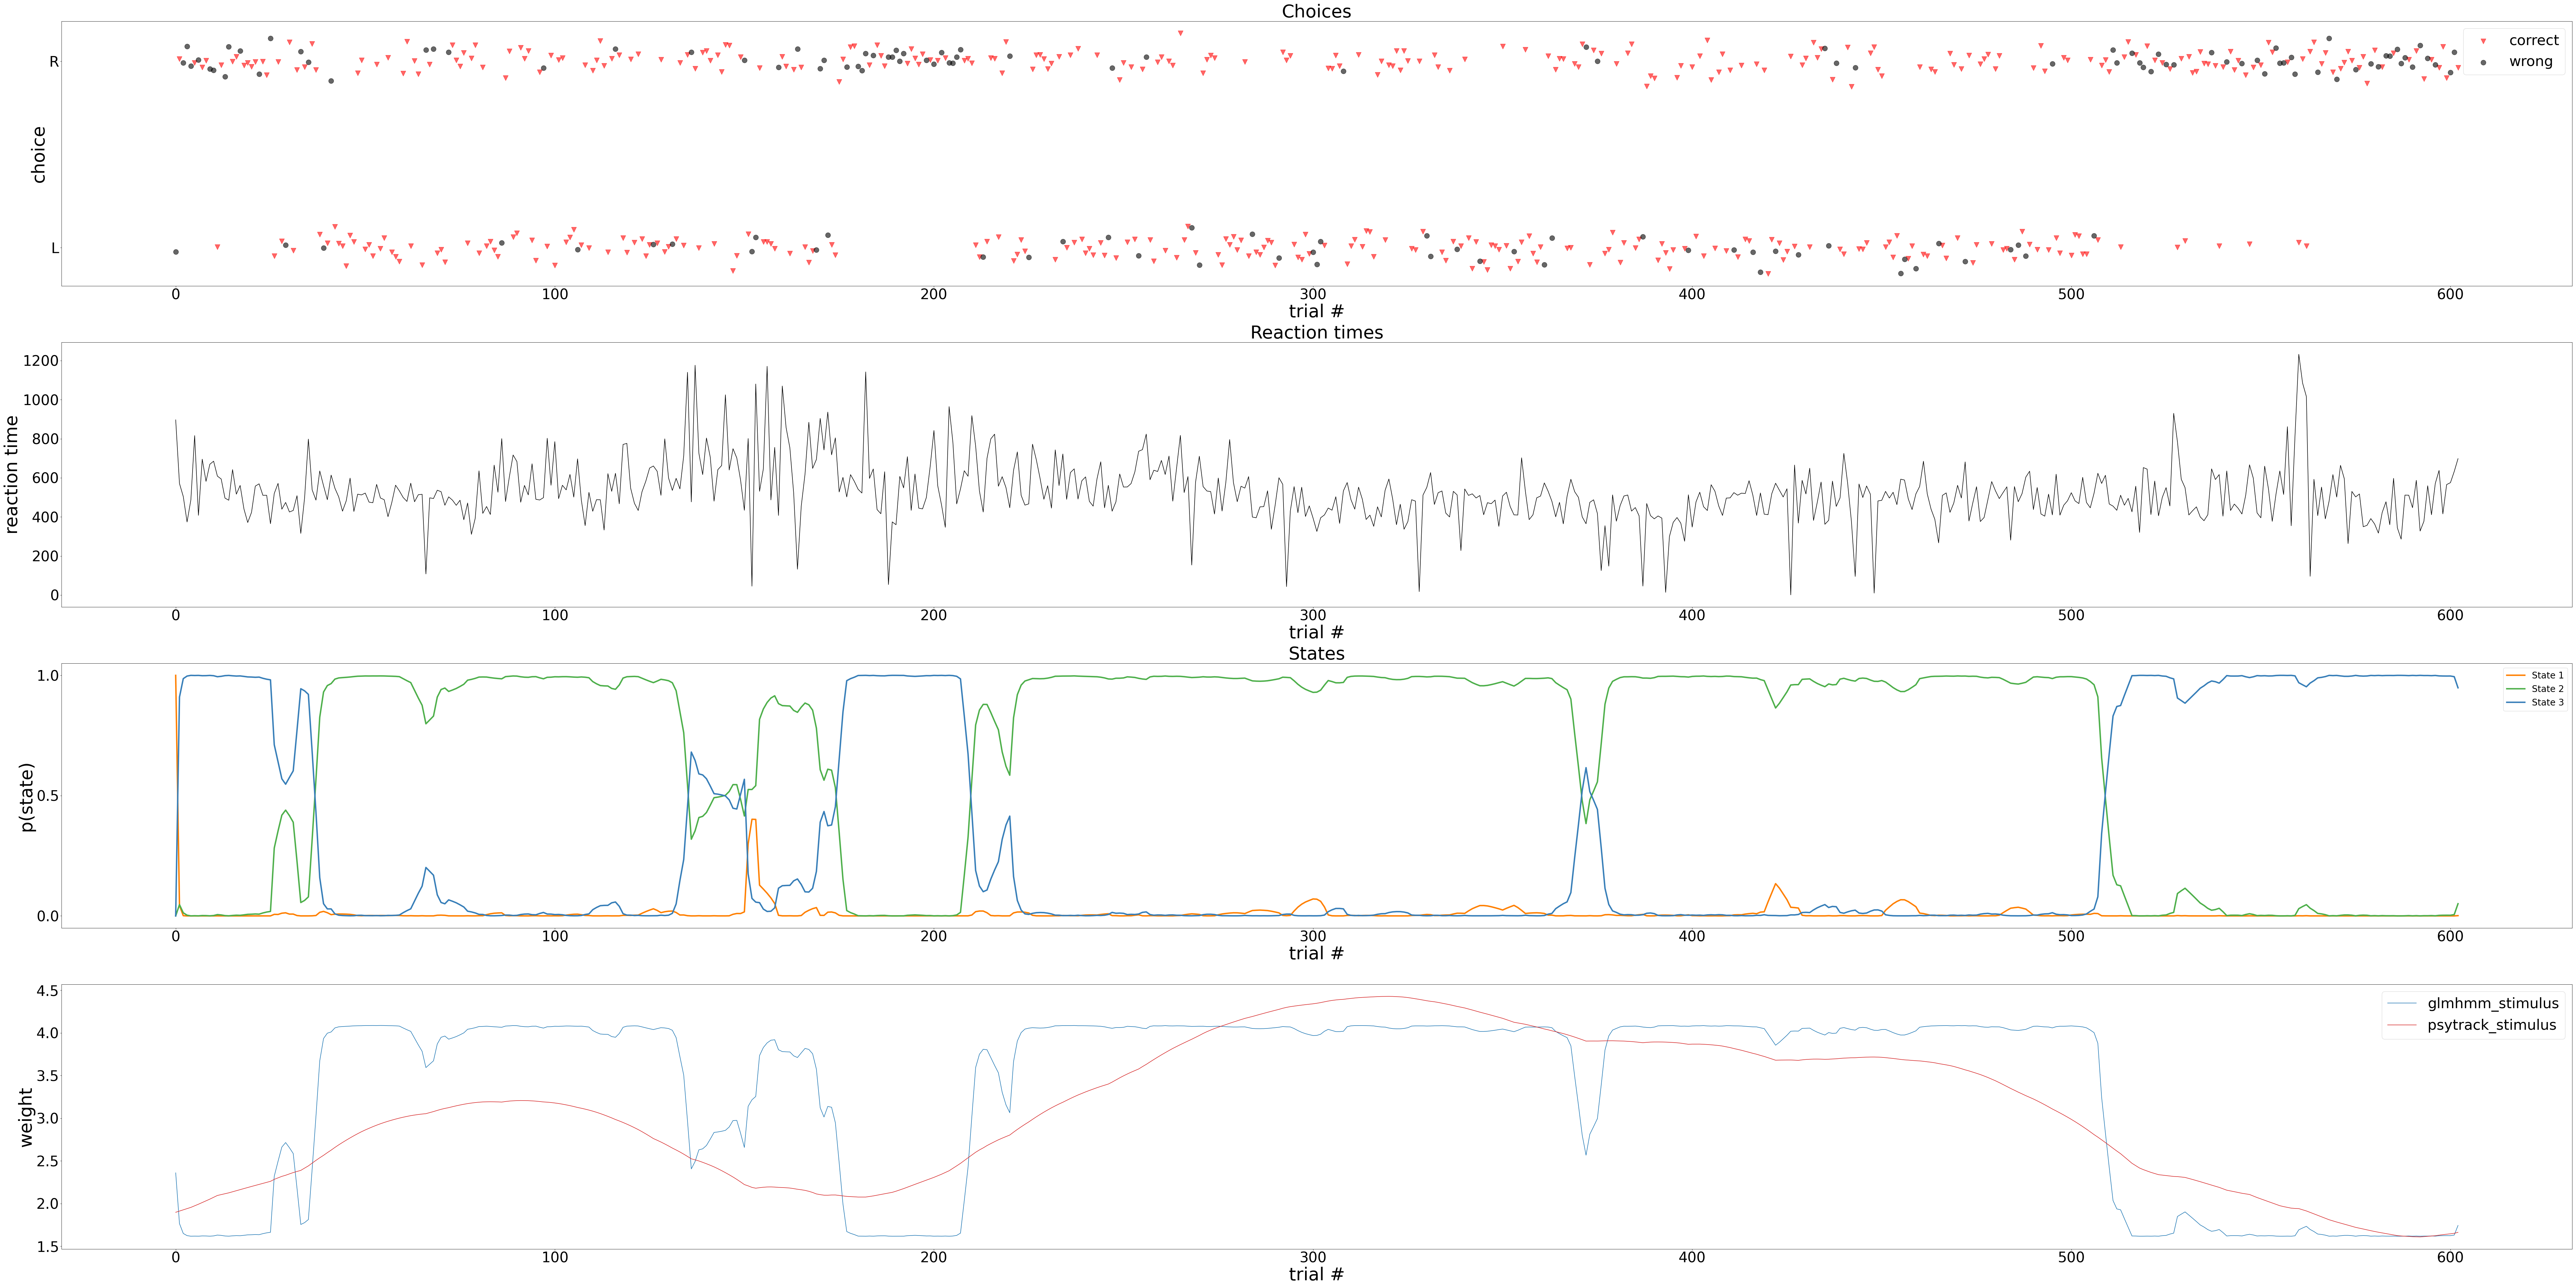 Choices
R
L
choice
correct
wrong
0 100 200 300 400 500 600
trial #
Reaction times
1200
1000
800
600
400
200
0
reaction time
0 100 200 300 400 500 600
trial #
States
1.0
0.5
0.0
p(state)
State 1
State 2
State 3
0 100 200 300 400 500 600
trial #
4.5
4.0
3.5
3.0
2.5
2.0
1.5
weight
glmhmm_stimulus
psytrack_stimulus
0 100 200 300 400 500 600
trial #